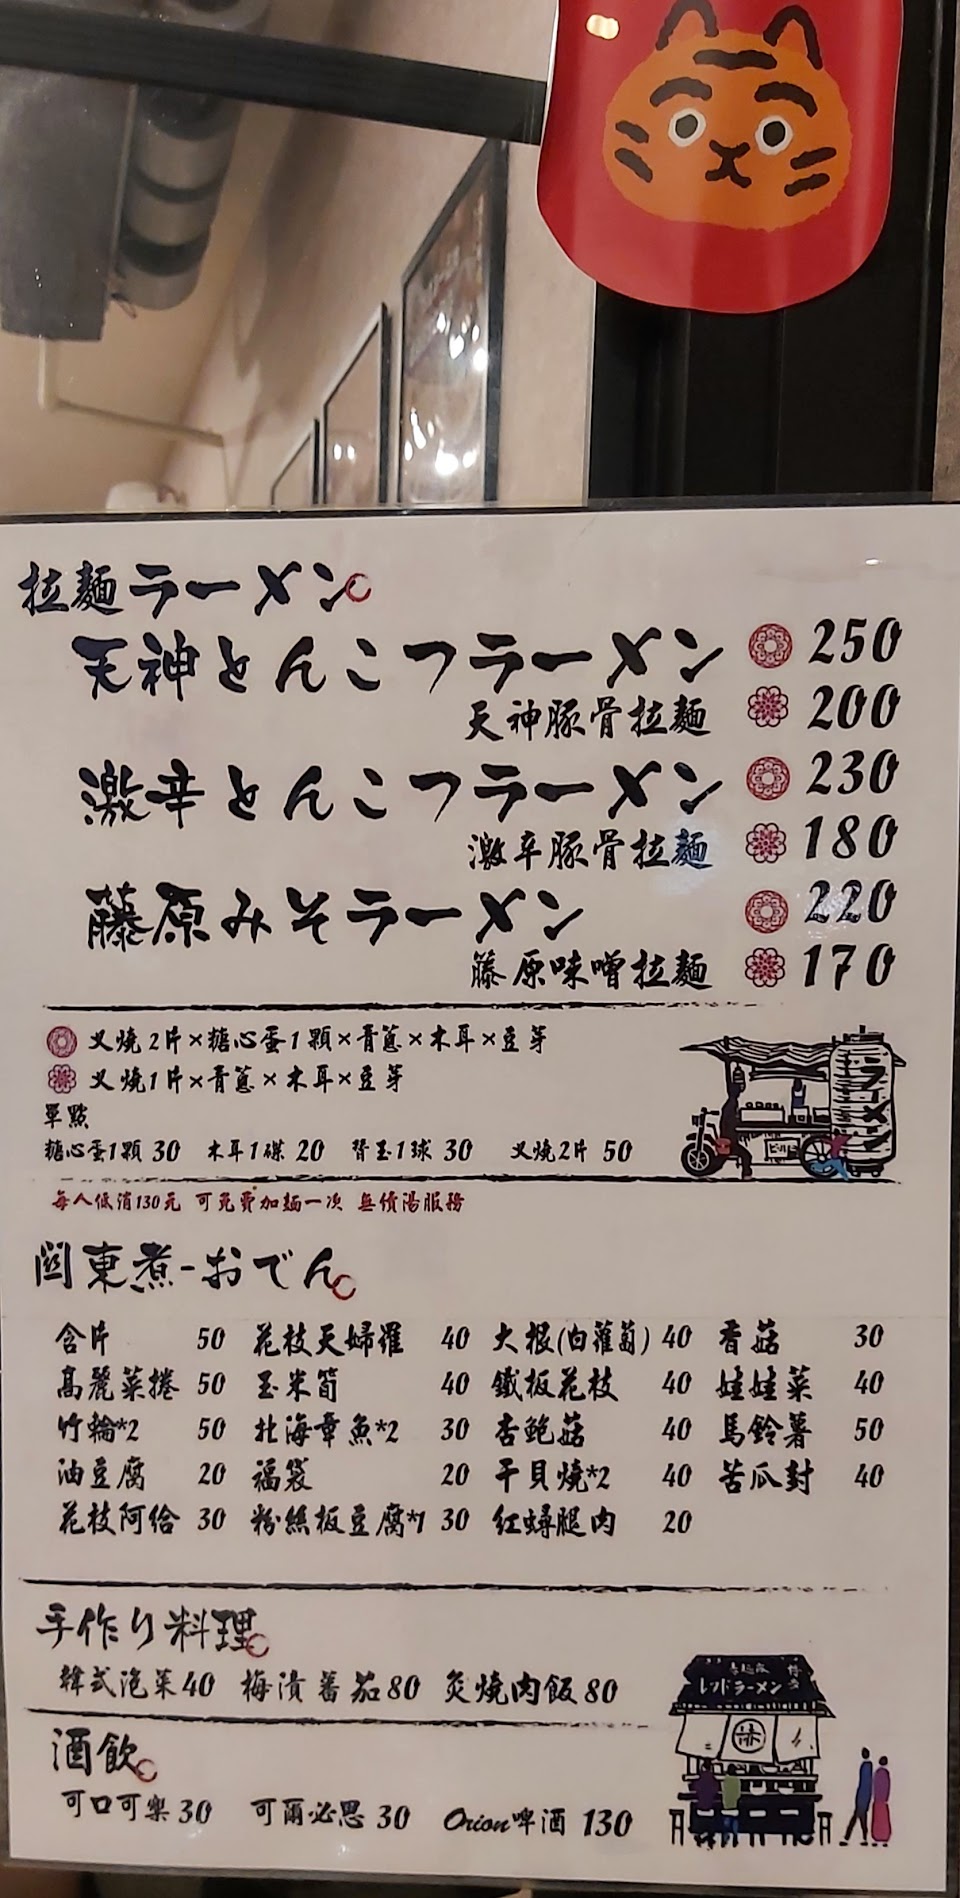 拉麵ラーメン
天神とんこつラーメン 250
天神豚骨拉麵 200
激辛とんこつラーメン 230
激辛豚骨拉麵 180
藤原みそラーメン 220
藤原味噌拉麵 170
叉燒2片×糖心蛋1顆×青蔥×木耳×豆芽
叉燒1片×青蔥×木耳×豆芽
單點
糖心蛋1顆 30 木耳1碟 20 背玉1球 30 叉燒2片 50
每人低消130元 可免費加麵一次 無債陽服務
関東煮-おでん
含片 50 花枝天婦羅 40 大根(白蘿蔔) 40 香菇 30
高麗菜捲 50 玉米筍 40 鐵板花枝 40 娃娃菜 40
竹輪*2 50 北海章魚*2 30 杏鮑菇 40 馬鈴薯 50
油豆腐 20 福袋 20 干貝燒*2 40 苦瓜封 40
花枝阿給 30 粉絲板豆腐*1 30 紅蟳腿肉 20
手作り料理
韓式泡菜40 梅漬蕃茄80 炙燒肉飯80
酒飲
可口可樂30 可爾必思30 Orion啤酒 130
ラーメン
ラーメン